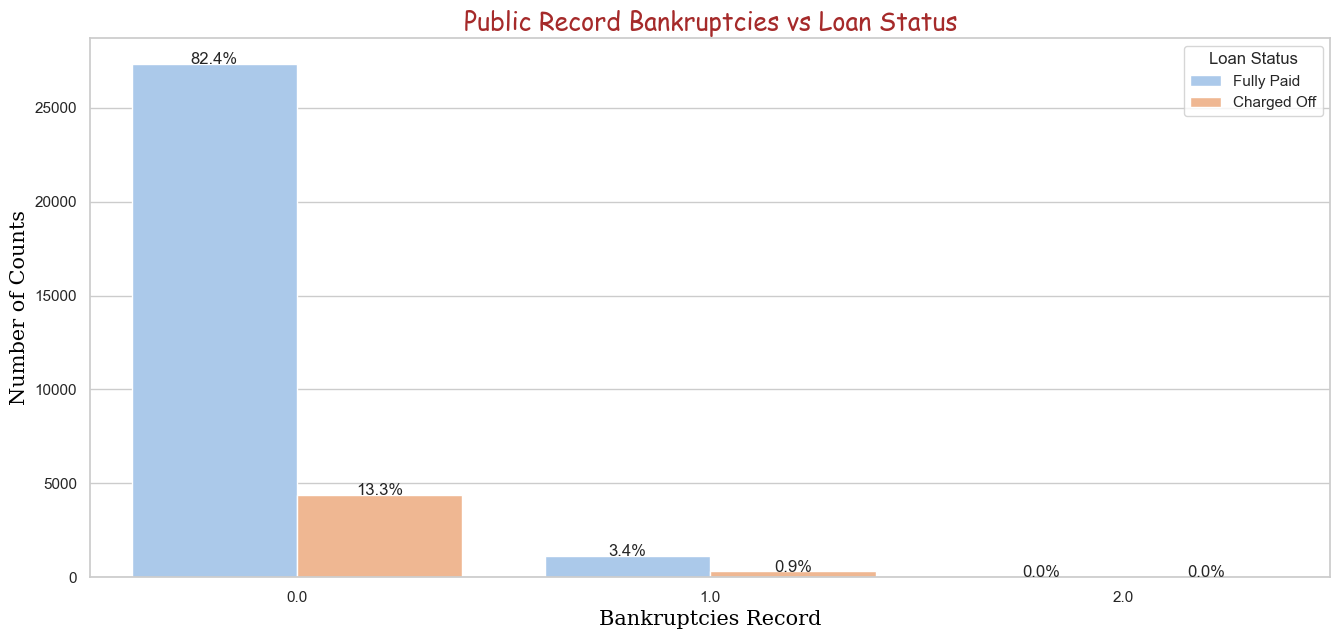 Public Record Bankruptcies vs Loan Status
Loan Status
Fully Paid
Charged Off
82.4%
13.3%
3.4%
0.9%
0.0%
0.0%
25000
20000
15000
10000
5000
0
Number of Counts
0.0
1.0
2.0
Bankruptcies Record